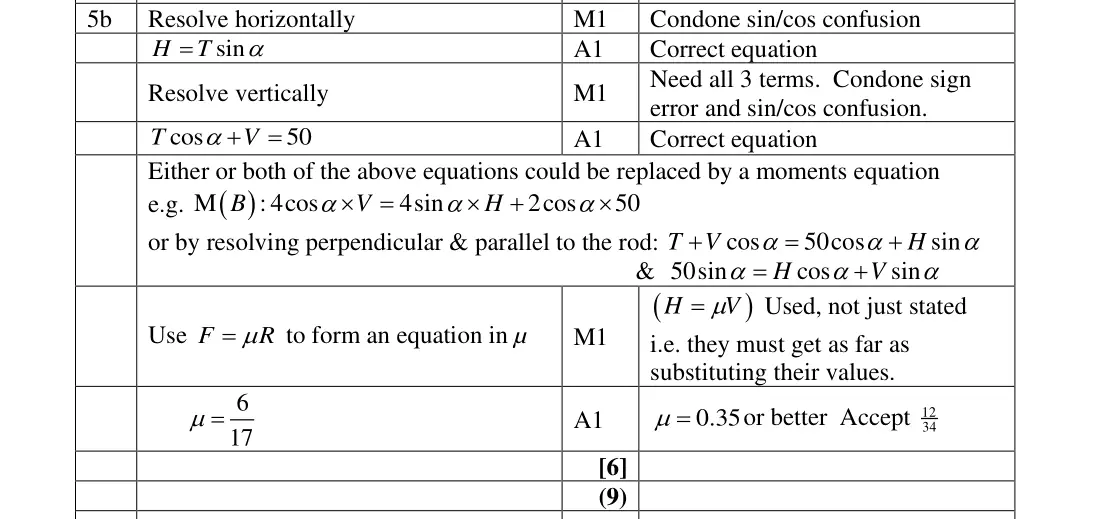 5b Resolve horizontally M1 Condone sin/cos confusion
H = T sin α A1 Correct equation
Resolve vertically M1 Need all 3 terms. Condone sign
error and sin/cos confusion.
T cos α + V = 50 A1 Correct equation
Either or both of the above equations could be replaced by a moments equation
e.g. M(B): 4cos α × V = 4sin α × H + 2cos α × 50
or by resolving perpendicular & parallel to the rod: T + V cos α = 50cos α + H sin α
& 50sin α = H cos α + V sin α
Use F = μR to form an equation in μ M1 (H = μV) Used, not just stated
i.e. they must get as far as
substituting their values.
μ = 6/17 A1 μ = 0.35 or better Accept 12/34
[6]
(9)